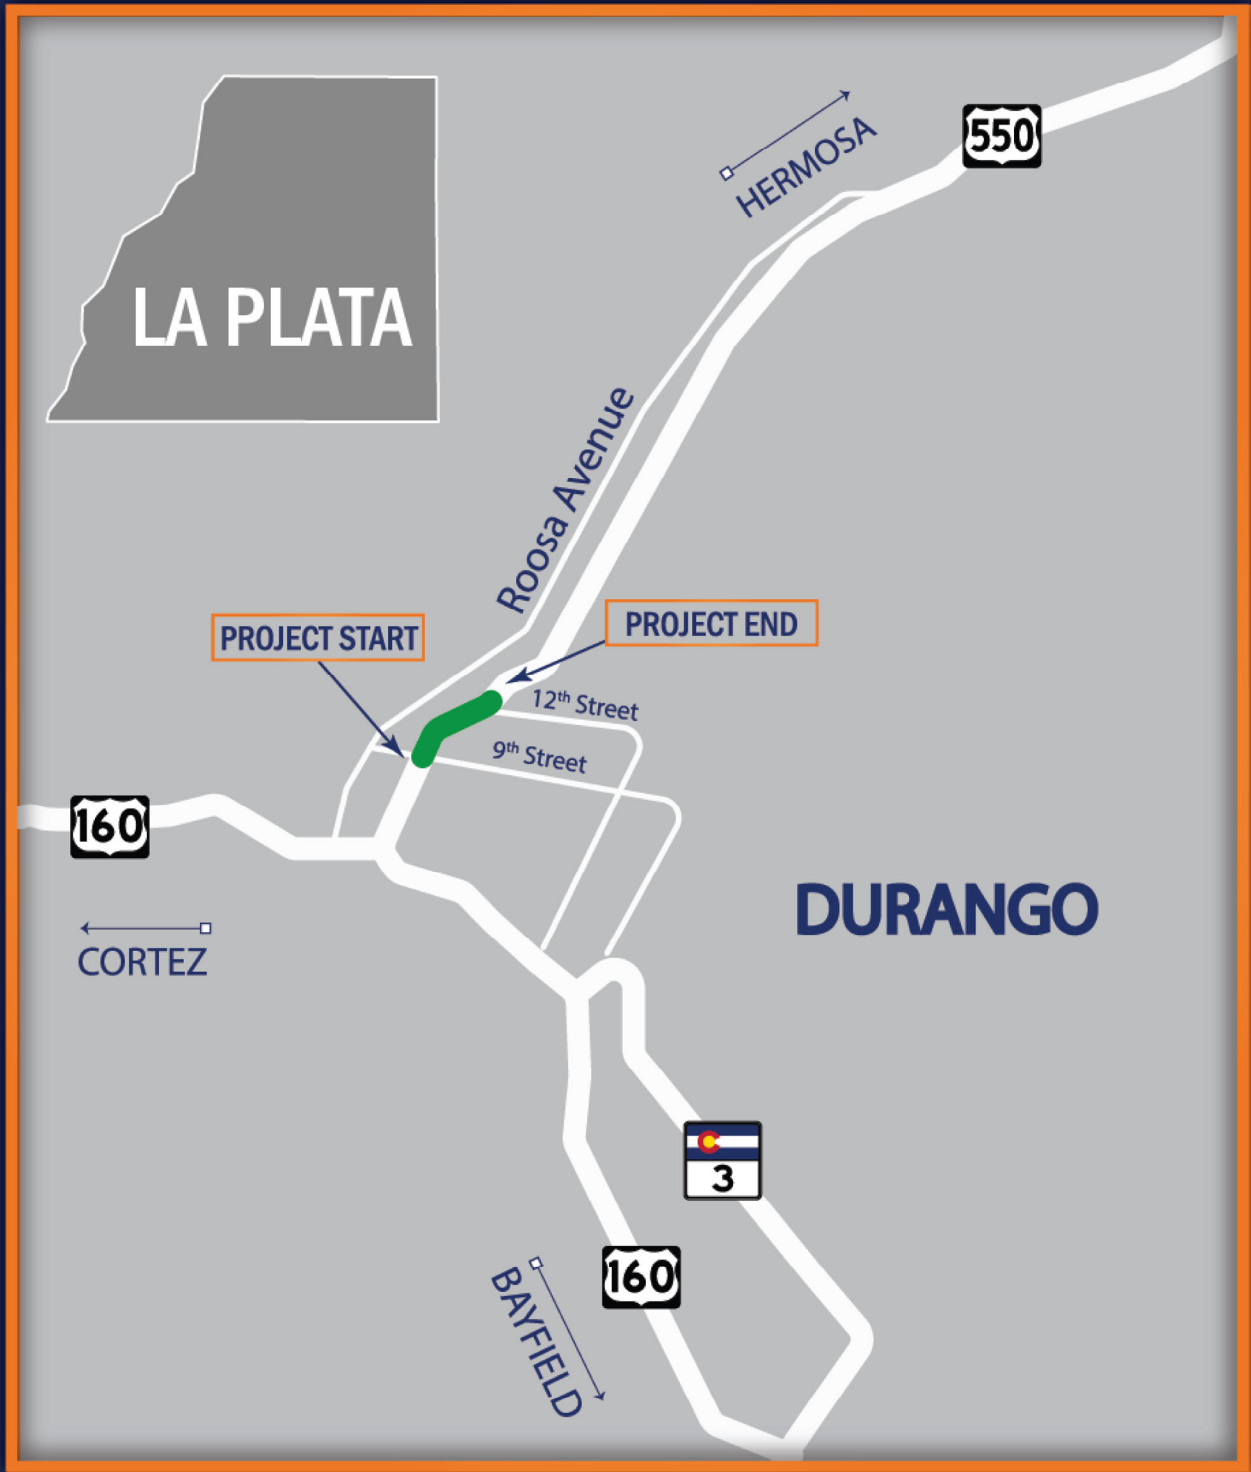 550
HERMOSA
LA PLATA
Roosa Avenue
PROJECT START
PROJECT END
12th Street
9th Street
160
DURANGO
CORTEZ
3
160
BAYFIELD